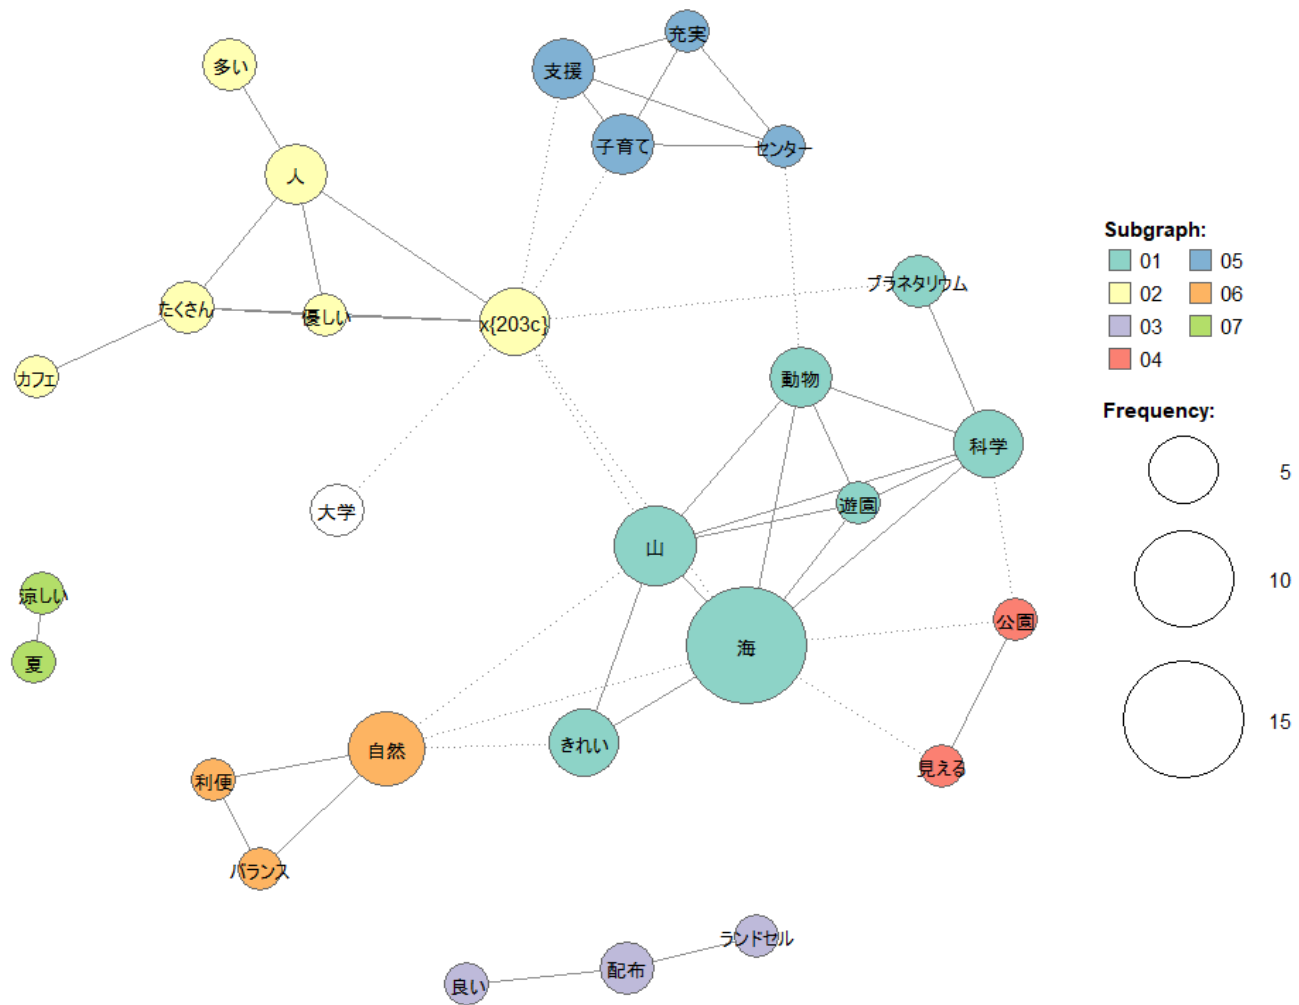 充実
支援
多い
子育て
センター
人
プラネタリウム
たくさん
優しい
x{203c}
カフェ
動物
科学
遊園
大学
山
涼しい
公園
海
夏
きれい
自然
見える
利便
バランス
ランドセル
配布
良い
Subgraph:
01 05
02 06
03 07
04
Frequency:
5
10
15